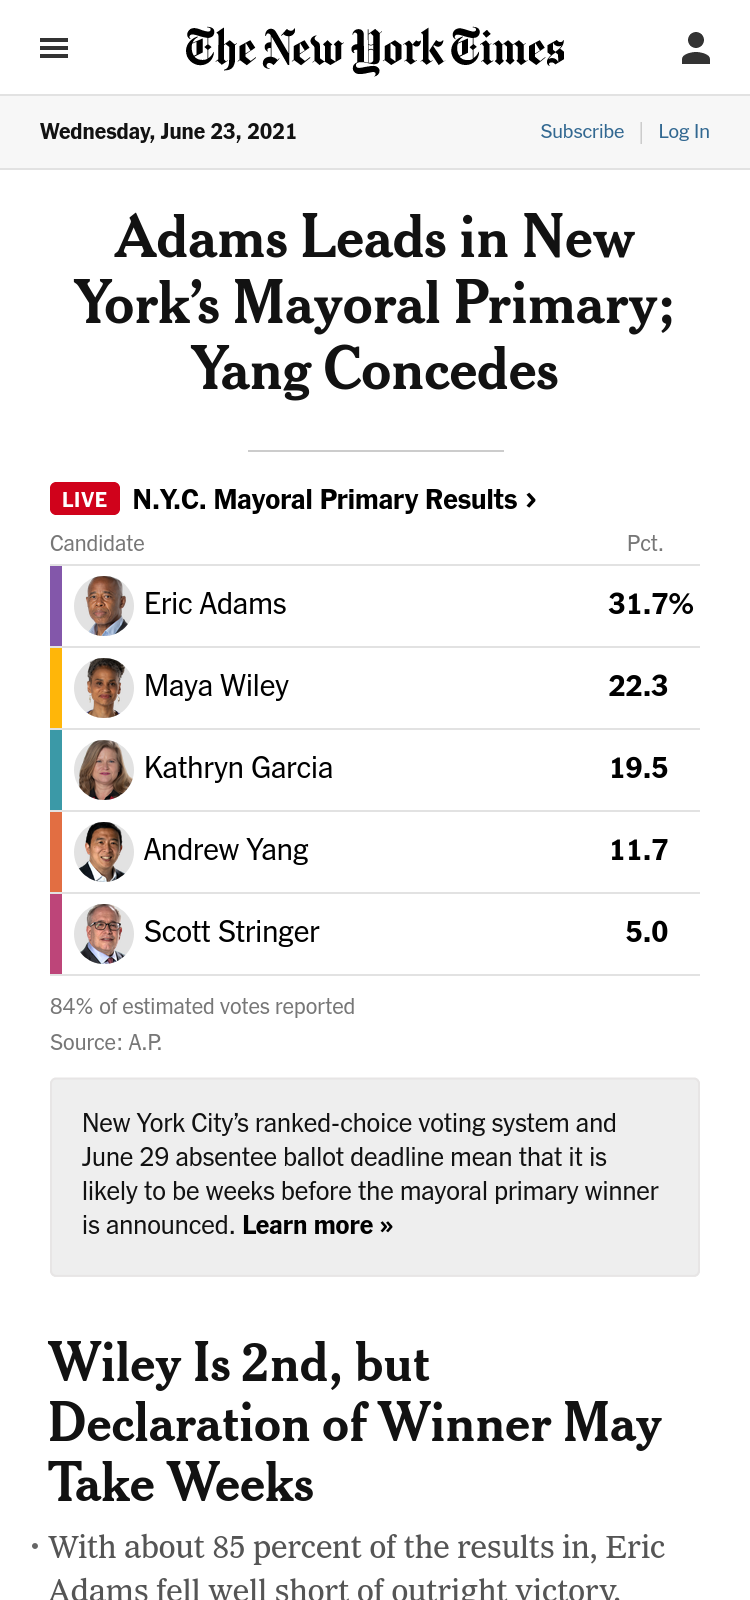 The New York Times
Wednesday, June 23, 2021
Subscribe | Log In
Adams Leads in New
York’s Mayoral Primary;
Yang Concedes
LIVE N.Y.C. Mayoral Primary Results ›
Candidate Pct.
Eric Adams 31.7%
Maya Wiley 22.3
Kathryn Garcia 19.5
Andrew Yang 11.7
Scott Stringer 5.0
84% of estimated votes reported
Source: A.P.
New York City’s ranked-choice voting system and
June 29 absentee ballot deadline mean that it is
likely to be weeks before the mayoral primary winner
is announced. Learn more »
Wiley Is 2nd, but
Declaration of Winner May
Take Weeks
• With about 85 percent of the results in, Eric
Adams fell well short of outright victory.